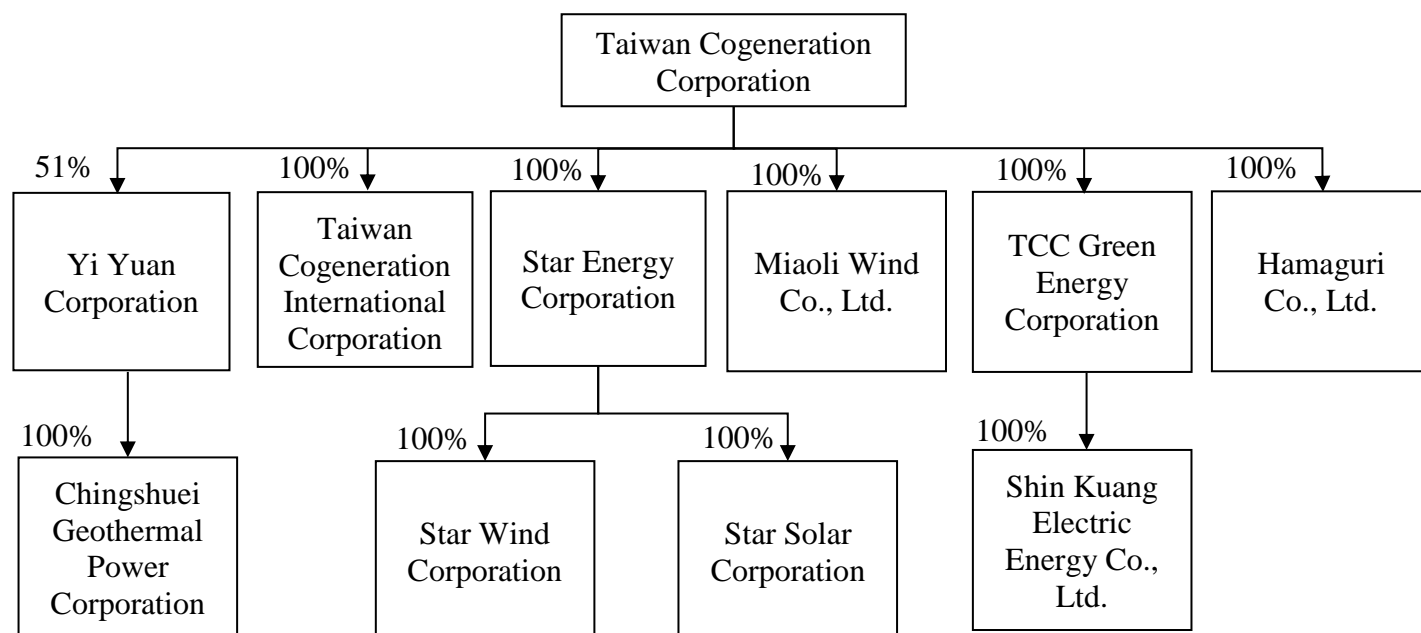 Taiwan Cogeneration
Corporation
51%
100%
100%
100%
100%
100%
Yi Yuan
Corporation
Taiwan
Cogeneration
International
Corporation
Star Energy
Corporation
Miaoli Wind
Co., Ltd.
TCC Green
Energy
Corporation
Hamaguri
Co., Ltd.
100%
100%
100%
100%
Chingshuei
Geothermal
Power
Corporation
Star Wind
Corporation
Star Solar
Corporation
Shin Kuang
Electric
Energy Co.,
Ltd.